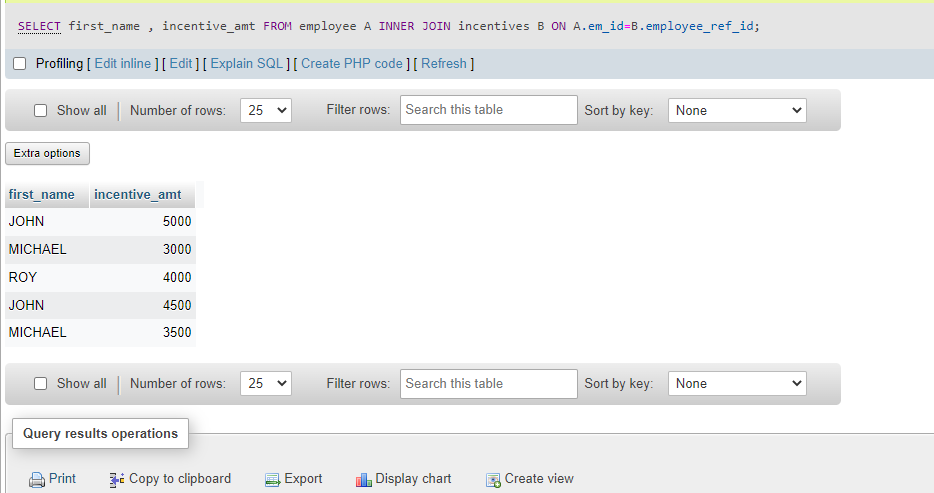 SELECT first_name , incentive_amt FROM employee A INNER JOIN incentives B ON A.em_id=B.employee_ref_id;
Profiling [ Edit inline ] [ Edit ] [ Explain SQL ] [ Create PHP code ] [ Refresh ]
Show all Number of rows: 25 Filter rows: Search this table Sort by key: None
Extra options
first_name incentive_amt
JOHN 5000
MICHAEL 3000
ROY 4000
JOHN 4500
MICHAEL 3500
Show all Number of rows: 25 Filter rows: Search this table Sort by key: None
Query results operations
Print Copy to clipboard Export Display chart Create view